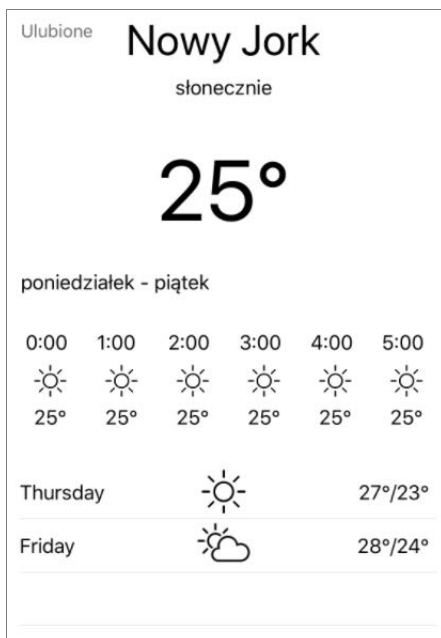 Ulubione
Nowy Jork
słonecznie
25°
poniedziałek - piątek
0:00 1:00 2:00 3:00 4:00 5:00
25° 25° 25° 25° 25° 25°
Thursday 27°/23°
Friday 28°/24°